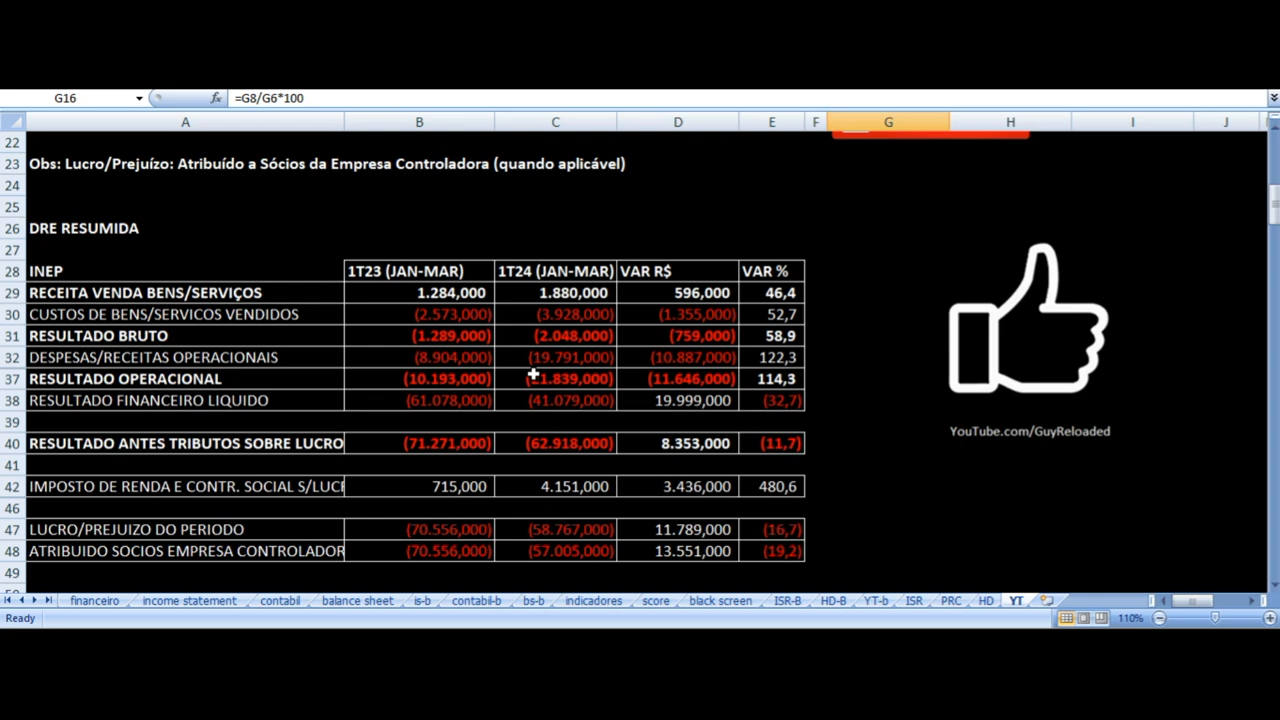 G16 fx =G8/G6*100
A B C D E F G H I J
22
23 Obs: Lucro/Prejuízo: Atribuído a Sócios da Empresa Controladora (quando aplicável)
24
25
26 DRE RESUMIDA
27
28 INEP 1T23 (JAN-MAR) 1T24 (JAN-MAR) VAR R$ VAR %
29 RECEITA VENDA BENS/SERVIÇOS 1.284,000 1.880,000 596,000 46,4
30 CUSTOS DE BENS/SERVICOS VENDIDOS (2.573,000) (3.928,000) (1.355,000) 52,7
31 RESULTADO BRUTO (1.289,000) (2.048,000) (759,000) 58,9
32 DESPESAS/RECEITAS OPERACIONAIS (8.904,000) (19.791,000) (10.887,000) 122,3
37 RESULTADO OPERACIONAL (10.193,000) 1.839,000) (11.646,000) 114,3
38 RESULTADO FINANCEIRO LIQUIDO (61.078,000) (41.079,000) 19.999,000 (32,7)
39
40 RESULTADO ANTES TRIBUTOS SOBRE LUCRO (71.271,000) (62.918,000) 8.353,000 (11,7)
41
42 IMPOSTO DE RENDA E CONTR. SOCIAL S/LUCR 715,000 4.151,000 3.436,000 480,6
46
47 LUCRO/PREJUIZO DO PERIODO (70.556,000) (58.767,000) 11.789,000 (16,7)
48 ATRIBUIDO SOCIOS EMPRESA CONTROLADOR (70.556,000) (57.005,000) 13.551,000 (19,2)
49
YouTube.com/GuyReloaded
financeiro income statement contabil balance sheet is-b contabil-b bs-b indicadores score black screen ISR-B HD-B YT-b ISR PRC HD YT
Ready 110%